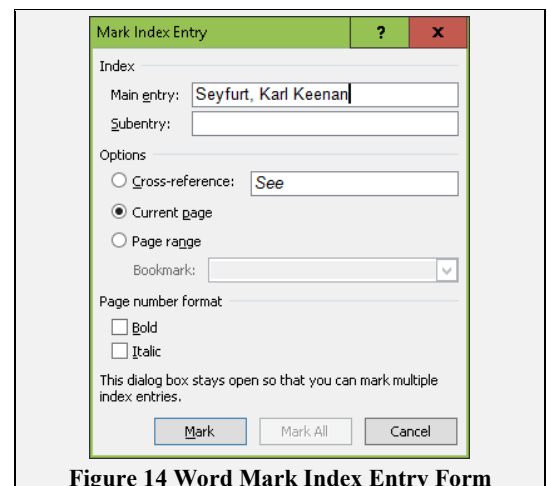 Mark Index Entry ? x
Index
Main entry: Seyfurt, Karl Keenan
Subentry:
Options
Cross-reference: See
Current page
Page range
Bookmark:
Page number format
Bold
Italic
This dialog box stays open so that you can mark multiple
index entries.
Mark Mark All Cancel
Figure 14 Word Mark Index Entry Form